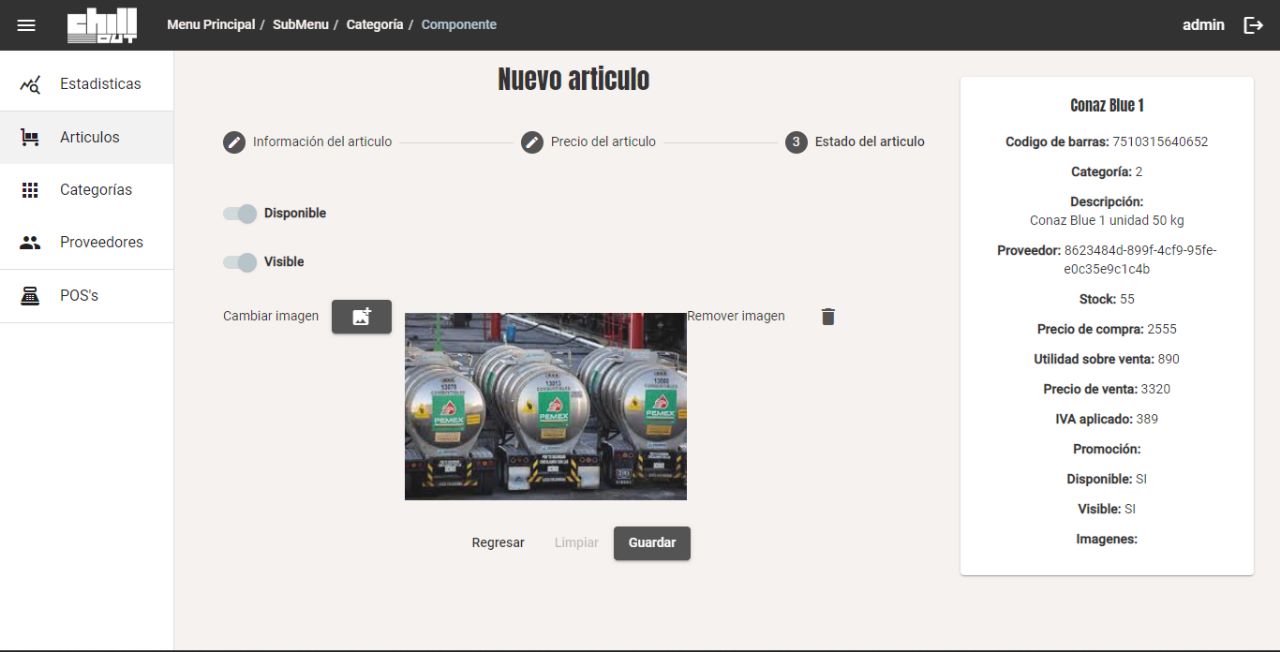 chill
OUT
Menu Principal / SubMenu / Categoría / Componente
admin
Estadisticas
Articulos
Categorías
Proveedores
POS's
Nuevo articulo
Información del articulo
Precio del articulo
3 Estado del articulo
Disponible
Visible
Cambiar imagen
Remover imagen
13070
COMBUSTIBLES
PEMEX
13013
COMBUSTIBLES
PEMEX
PEMEX
Regresar
Limpiar
Guardar
Conaz Blue 1
Codigo de barras: 7510315640652
Categoría: 2
Descripción:
Conaz Blue 1 unidad 50 kg
Proveedor: 8623484d-899f-4cf9-95fe-
e0c35e9c1c4b
Stock: 55
Precio de compra: 2555
Utilidad sobre venta: 890
Precio de venta: 3320
IVA aplicado: 389
Promoción:
Disponible: SI
Visible: SI
Imagenes: